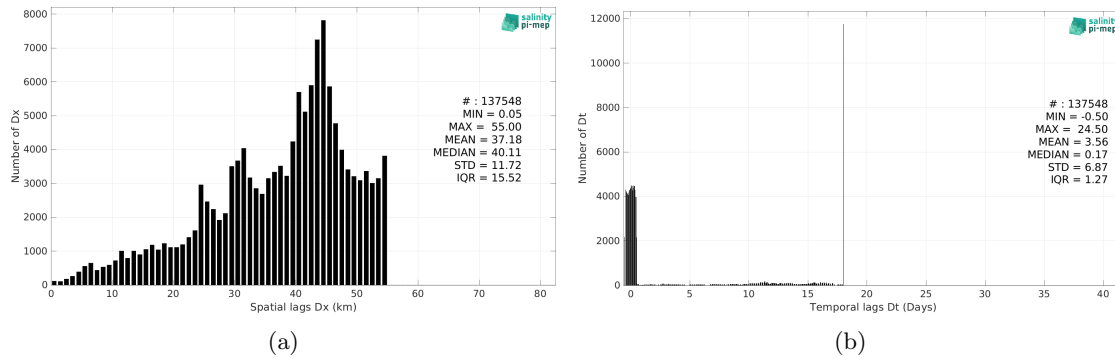 8000
7000
6000
5000
4000
3000
2000
1000
0
Number of Dx
0 10 20 30 40 50 60 70 80
Spatial lags Dx (km)
salinity
pi-mep
# : 137548
MIN = 0.05
MAX = 55.00
MEAN = 37.18
MEDIAN = 40.11
STD = 11.72
IQR = 15.52
(a)
12000
10000
8000
6000
4000
2000
0
Number of Dt
0 5 10 15 20 25 30 35 40
Temporal lags Dt (Days)
salinity
pi-mep
# : 137548
MIN = -0.50
MAX = 24.50
MEAN = 3.56
MEDIAN = 0.17
STD = 6.87
IQR = 1.27
(b)